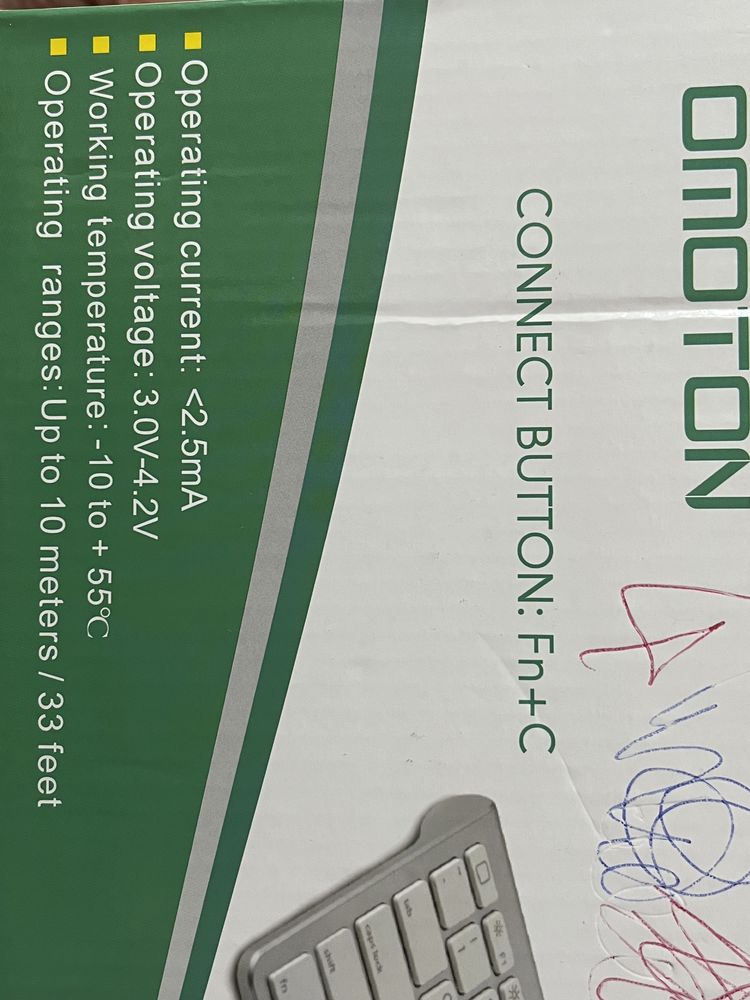 OMOTON
CONNECT BUTTON: Fn+C
Operating current: <2.5mA
Operating voltage: 3.0V-4.2V
Working temperature: -10 to + 55℃
Operating ranges:Up to 10 meters / 33 feet
tab
caps lock
shift
fn
F1